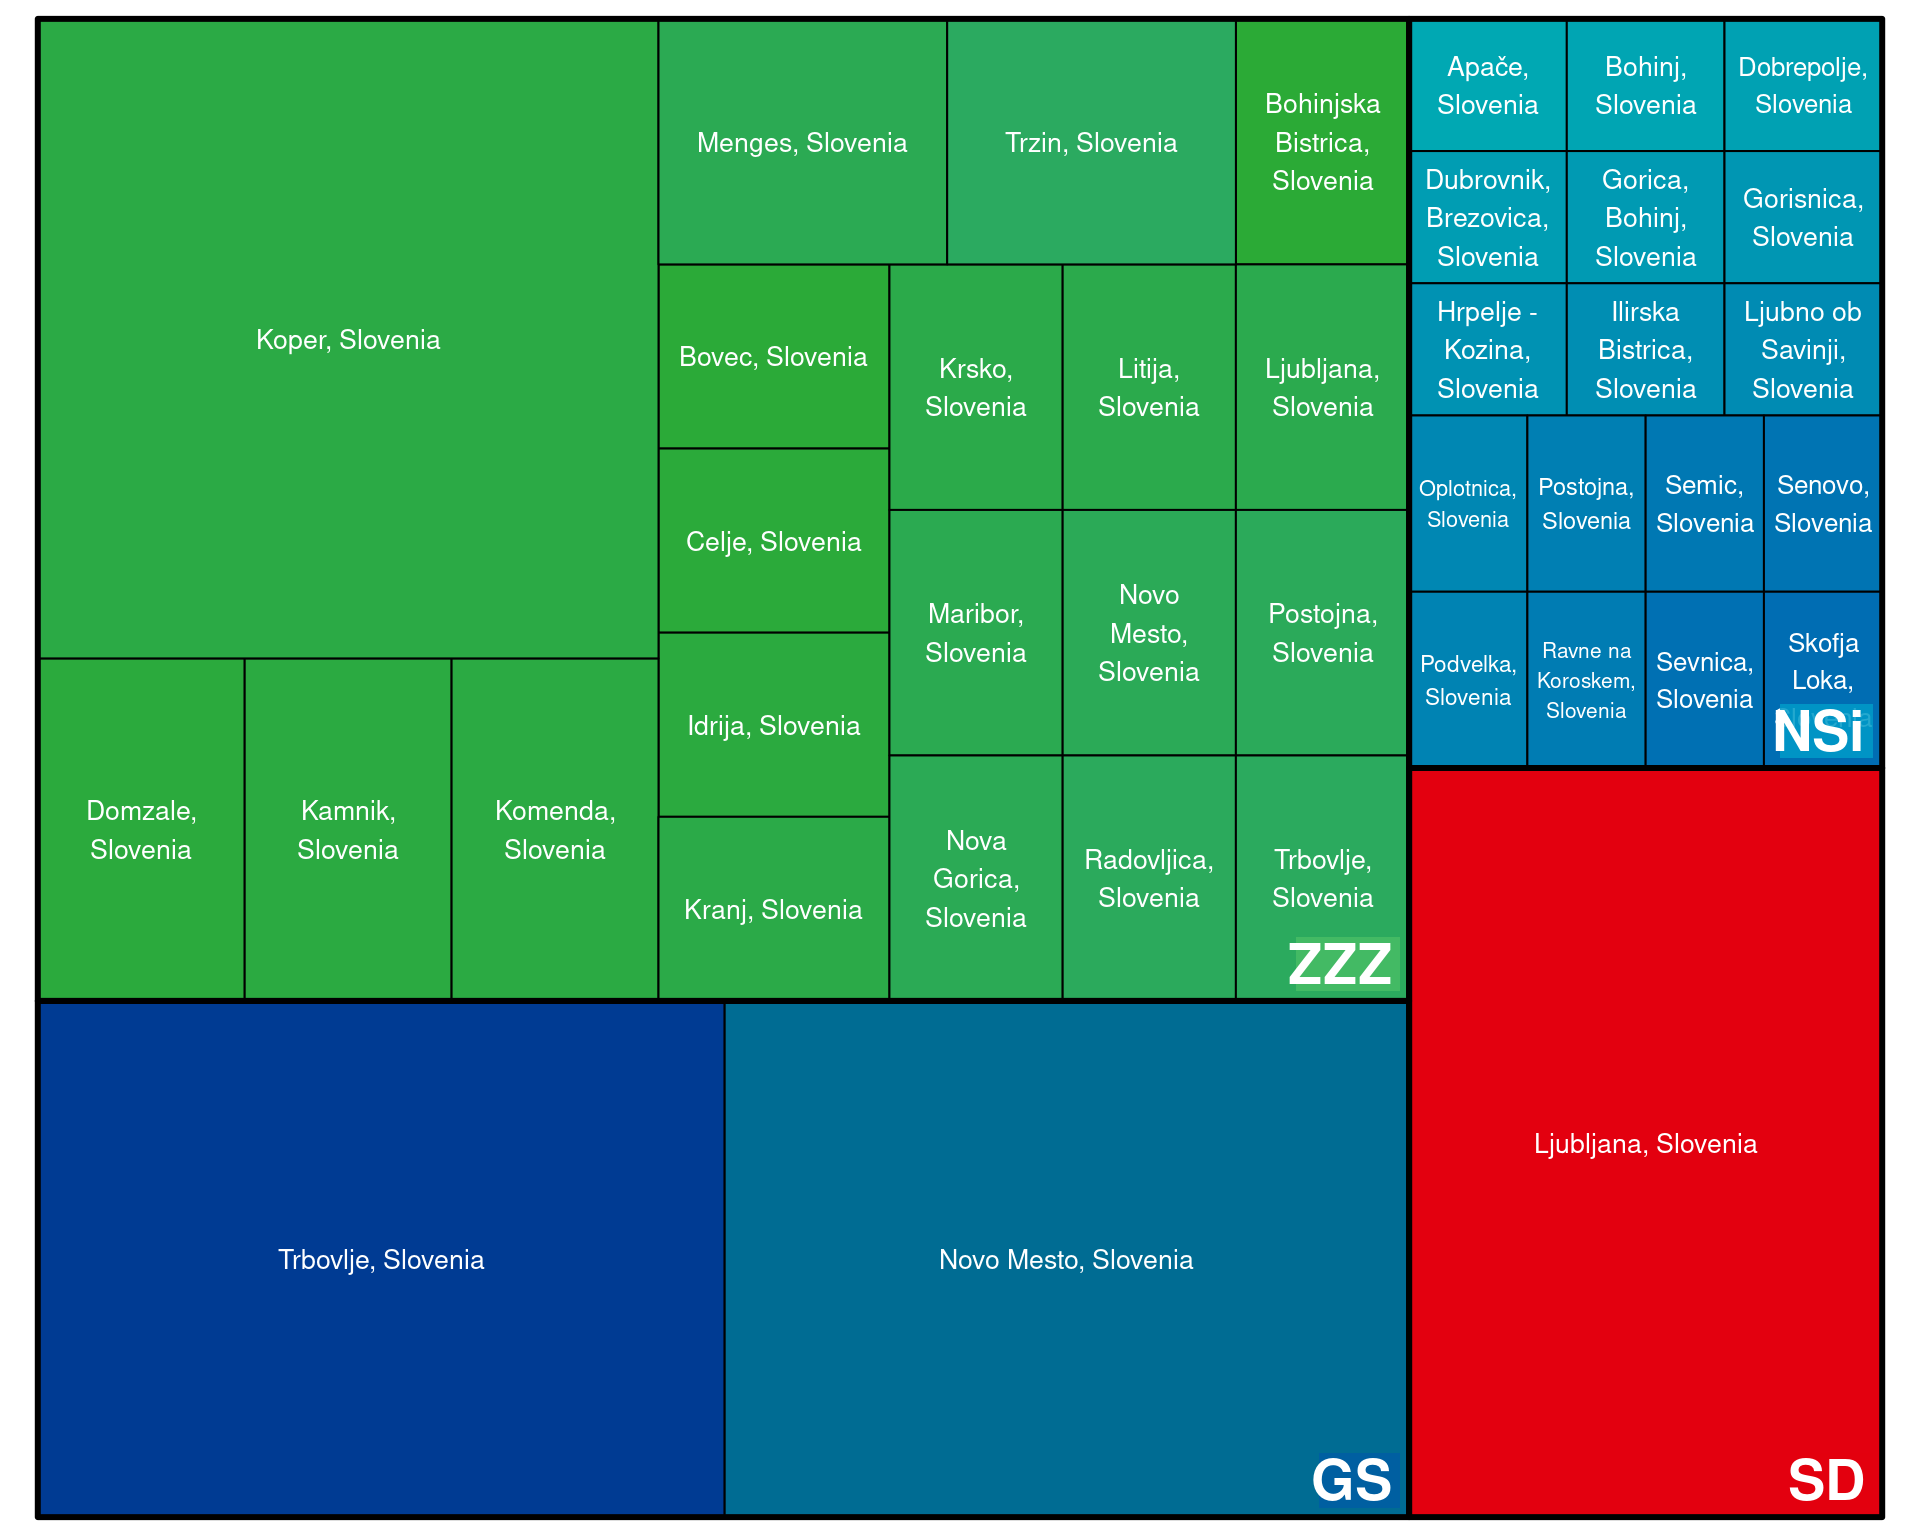 Koper, Slovenia
Menges, Slovenia
Trzin, Slovenia
Bohinjska
Bistrica,
Slovenia
Bovec, Slovenia
Krsko,
Slovenia
Litija,
Slovenia
Ljubljana,
Slovenia
Celje, Slovenia
Maribor,
Slovenia
Novo
Mesto,
Slovenia
Postojna,
Slovenia
Idrija, Slovenia
Domzale,
Slovenia
Kamnik,
Slovenia
Komenda,
Slovenia
Kranj, Slovenia
Nova
Gorica,
Slovenia
Radovljica,
Slovenia
Trbovlje,
Slovenia
ZZZ
Apače,
Slovenia
Bohinj,
Slovenia
Dobrepolje,
Slovenia
Dubrovnik,
Brezovica,
Slovenia
Gorica,
Bohinj,
Slovenia
Gorisnica,
Slovenia
Hrpelje -
Kozina,
Slovenia
Ilirska
Bistrica,
Slovenia
Ljubno ob
Savinji,
Slovenia
Oplotnica,
Slovenia
Postojna,
Slovenia
Semic,
Slovenia
Senovo,
Slovenia
Podvelka,
Slovenia
Ravne na
Koroskem,
Slovenia
Sevnica,
Slovenia
Skofja
Loka,
NSi
Trbovlje, Slovenia
Novo Mesto, Slovenia
GS
Ljubljana, Slovenia
SD